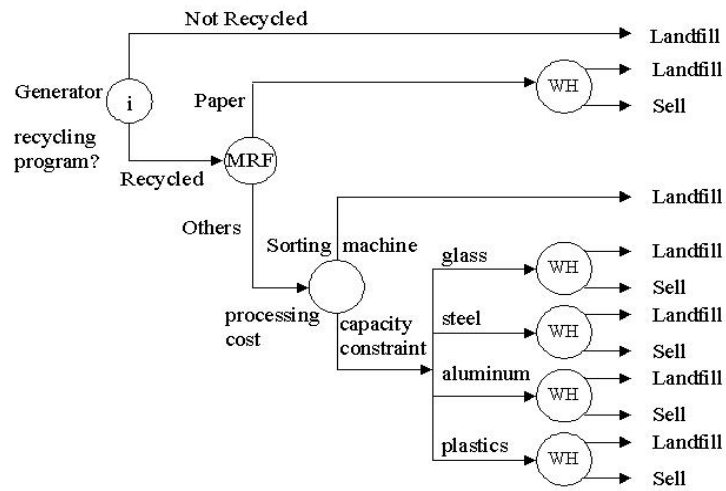 Not Recycled
Landfill
Generator
i
recycling
program?
Recycled
Paper
MRF
WH
Landfill
Sell
Others
Sorting machine
Landfill
processing
cost
capacity
constraint
glass
WH
Landfill
Sell
steel
WH
Landfill
Sell
aluminum
WH
Landfill
Sell
plastics
WH
Landfill
Sell